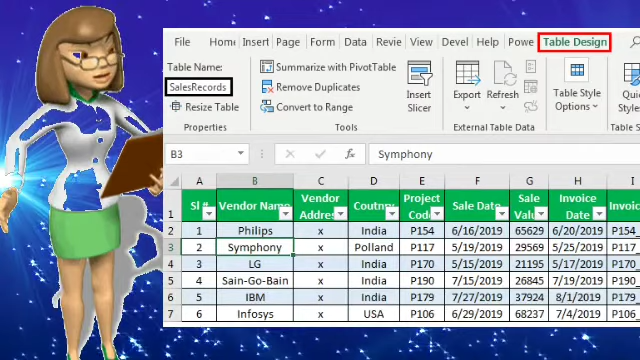 File Home Insert Page Form Data Revie View Devel Help Powe Table Design
Table Name:
SalesRecords
Resize Table
Properties
Summarize with PivotTable
Remove Duplicates
Convert to Range
Tools
Insert
Slicer
Export
Refresh
External Table Data
Table Style
Options
Quic
Styles
B3 fx Symphony
A B C D E F G H I
1 Sl # Vendor Name Vendor Address Coutny Project Code Sale Date Sale Valu Invoice Date Invoic
2 1 Philips x India P154 6/16/2019 65629 6/20/2019 P154_
3 2 Symphony x Polland P117 5/19/2019 29569 5/25/2019 P117_
4 3 LG x India P170 5/15/2019 21195 5/17/2019 P170_
5 4 Sain-Go-Bain x India P190 7/15/2019 26845 7/19/2019 P190_
6 5 IBM x India P179 7/27/2019 37924 8/1/2019 P179_
7 6 Infosys x USA P106 6/29/2019 68237 7/4/2019 P106_